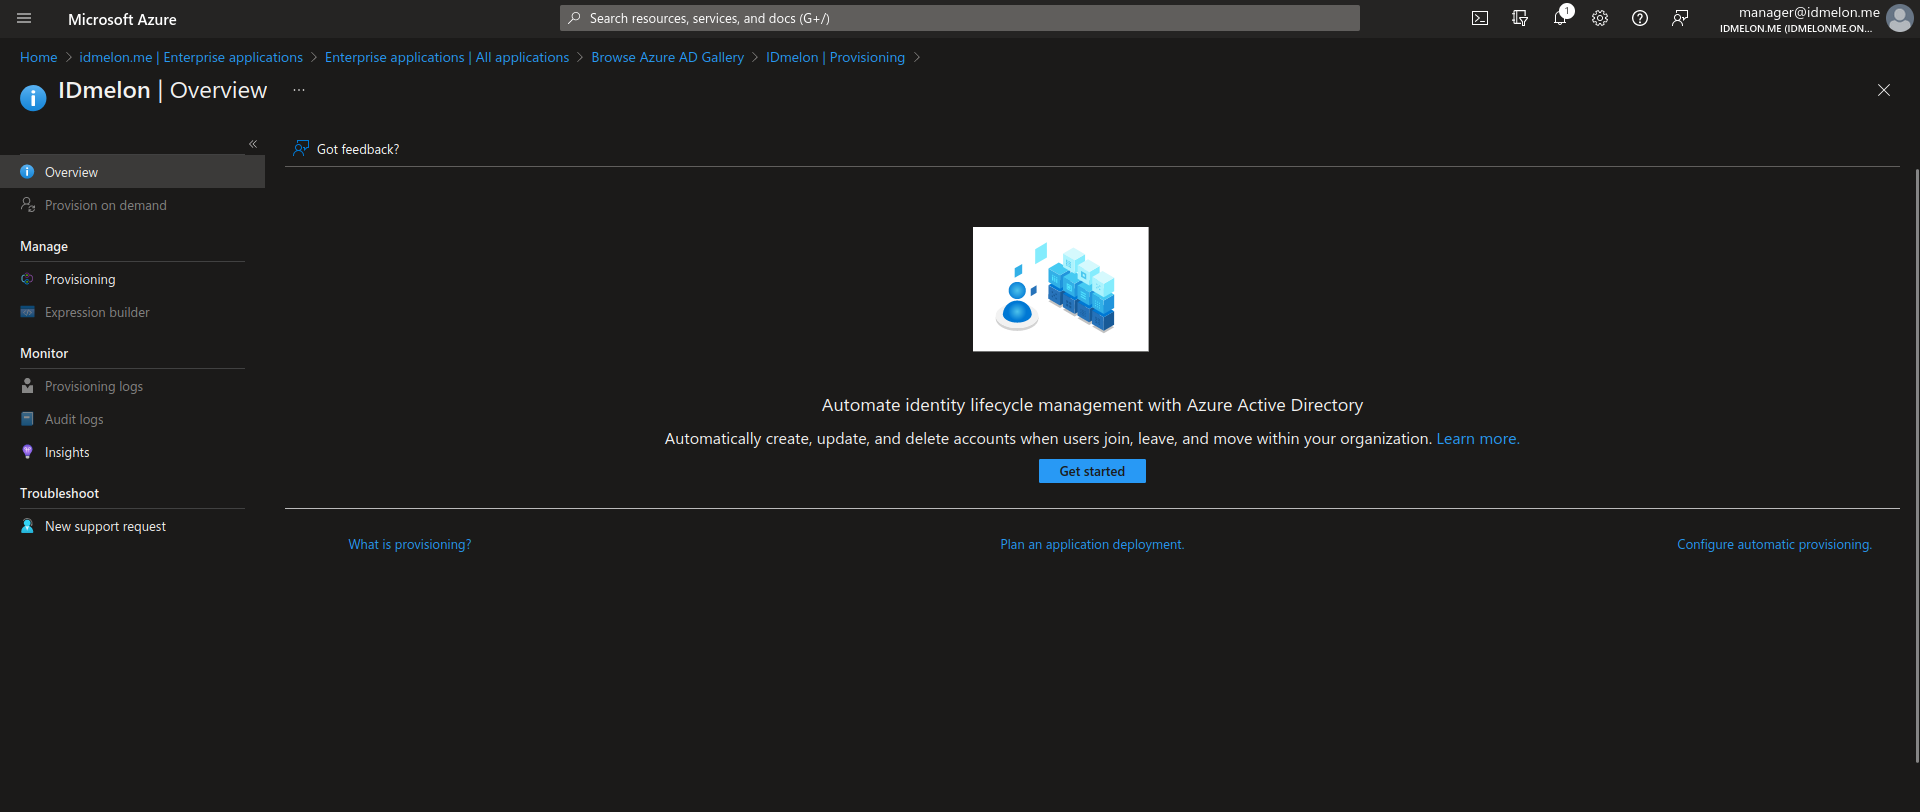 Microsoft Azure
Search resources, services, and docs (G+/)
1
manager@idmelon.me
IDMELON.ME (IDMELONME.ON...
Home > idmelon.me | Enterprise applications > Enterprise applications | All applications > Browse Azure AD Gallery > IDmelon | Provisioning >
IDmelon | Overview ...
Got feedback?
Overview
Provision on demand
Manage
Provisioning
Expression builder
Monitor
Provisioning logs
Audit logs
Insights
Troubleshoot
New support request
Automate identity lifecycle management with Azure Active Directory
Automatically create, update, and delete accounts when users join, leave, and move within your organization. Learn more.
Get started
What is provisioning?
Plan an application deployment.
Configure automatic provisioning.